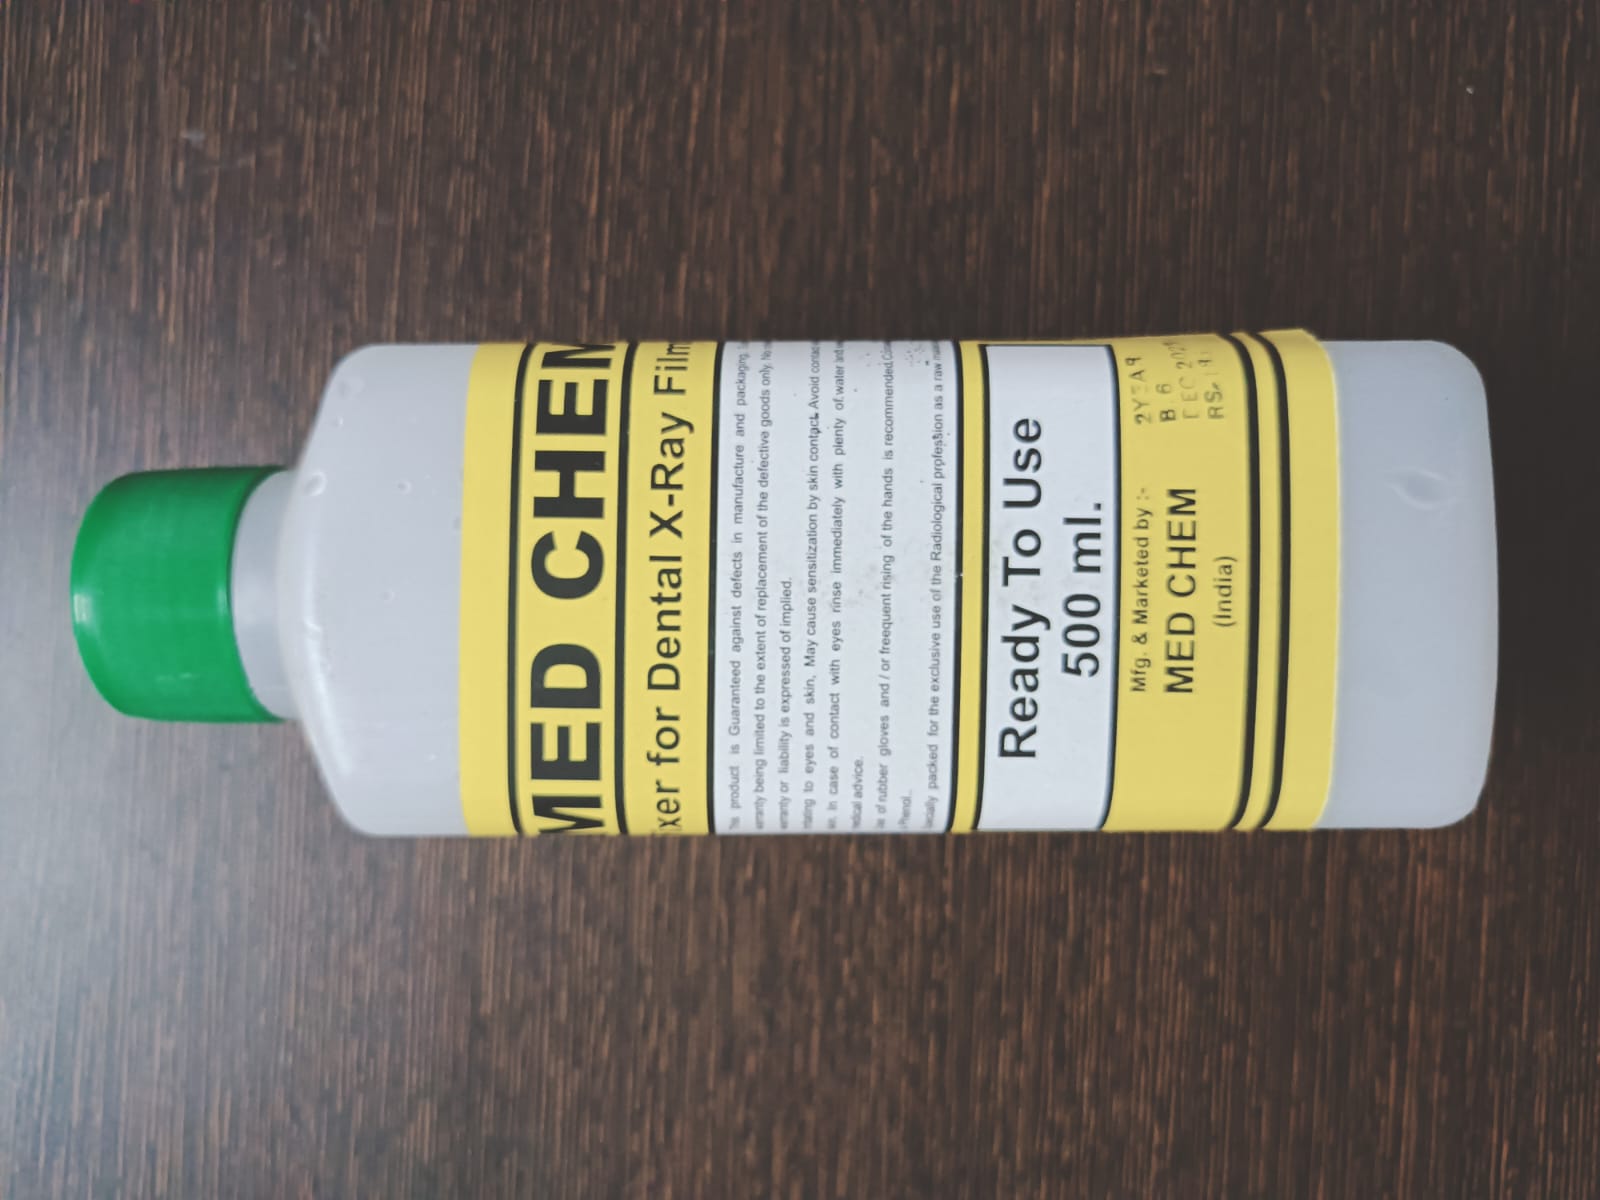 MED CHEM
ixer for Dental X-Ray Film
This product is Guaranteed against defects in manufacture and packaging.
erranty being limited to the extent of replacement of the defective goods only. No
erranty or liability is expressed of implied.
to eyes and skin, May cause sensitization by skin contact. Avoid
in case of contact with eyes rinse immediately with plenty of water and
edical advice.
of rubber gloves and / or freequent rising of the hands is recommended.
Phenol.
ecially packed for the exclusive use of the Radiological profession as a raw
Ready To Use
500 ml.
Mfg. & Marketed by :-
MED CHEM
(India)
B 6